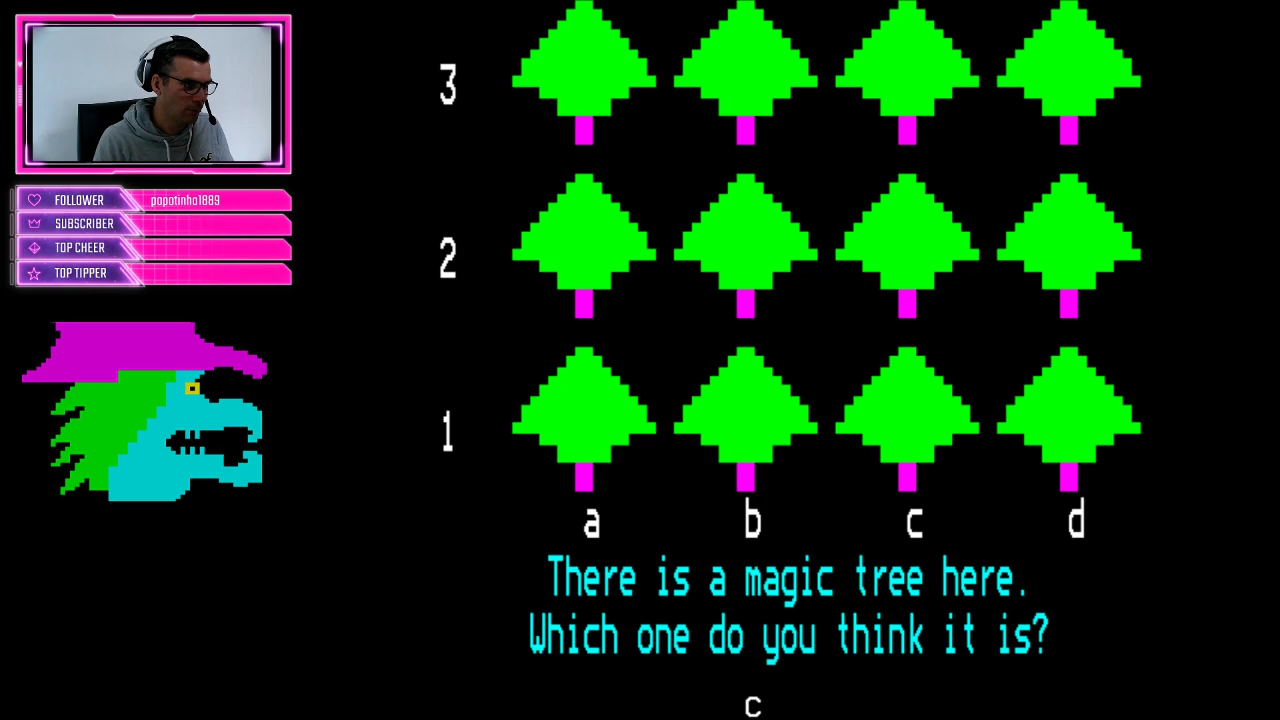 FOLLOWER popotinho1889
SUBSCRIBER
TOP CHEER
TOP TIPPER
3
2
1
a b c d
There is a magic tree here.
Which one do you think it is?
c